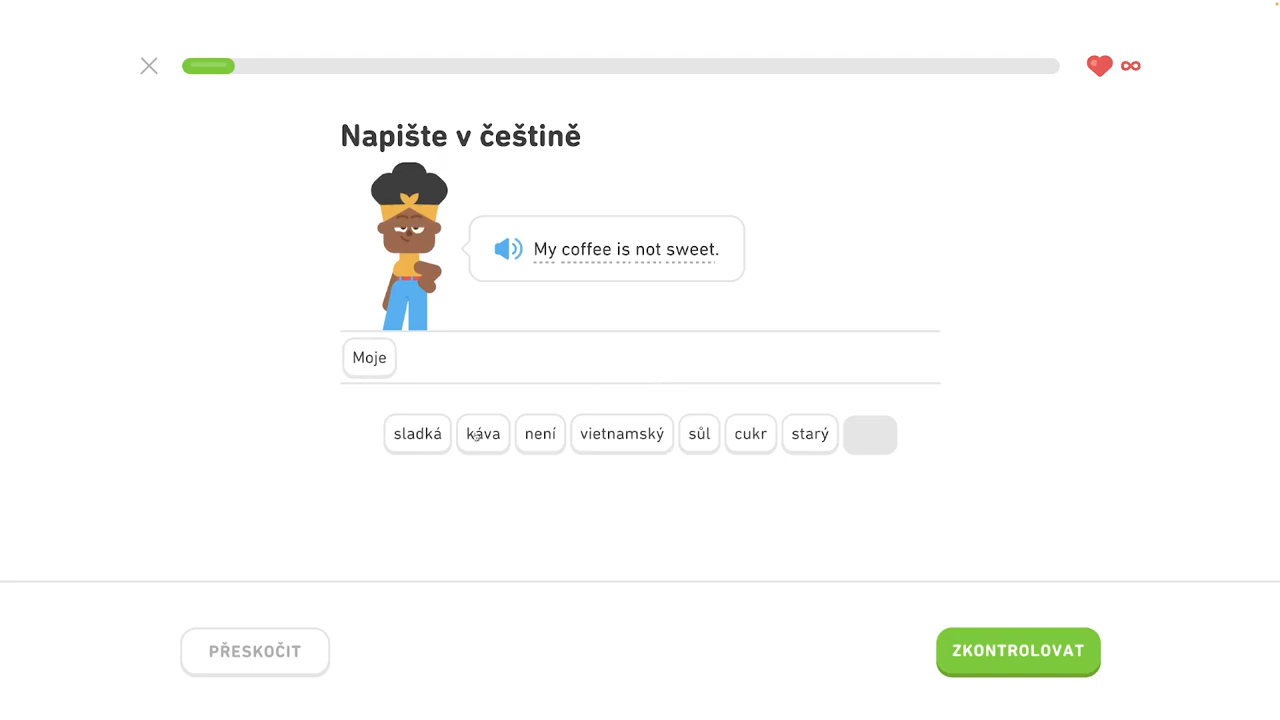 Napište v češtině
My coffee is not sweet.
Moje
sladká káva není vietnamský sůl cukr starý
PŘESKOČIT
ZKONTROLOVAT